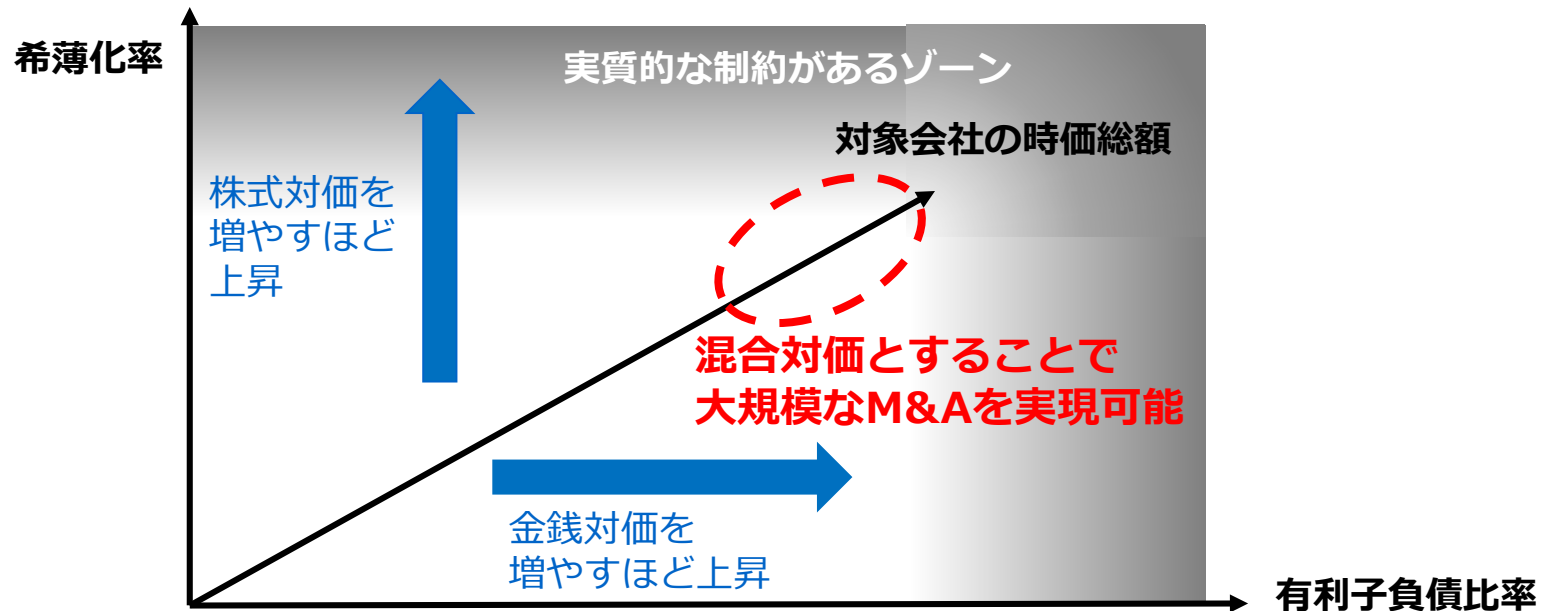 希薄化率
実質的な制約があるゾーン
対象会社の時価総額
株式対価を
増やすほど
上昇
混合対価とすることで
大規模なM&Aを実現可能
金銭対価を
増やすほど上昇
有利子負債比率